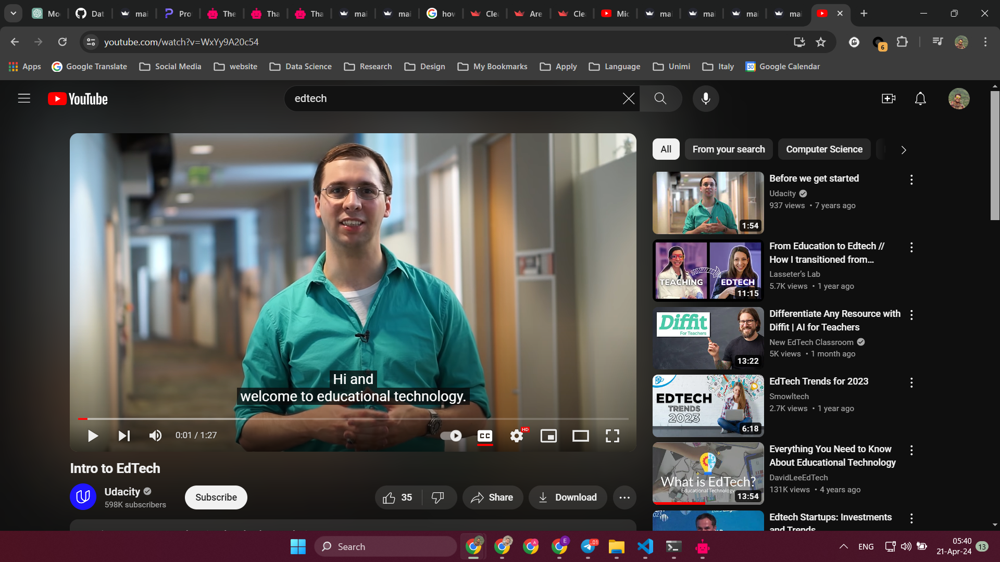 Mo
Dat
mai
Pro
The
Tha
Tha
mai
mai
how
Clea
Are
Clea
Mic
mai
mai
mai
mai
youtube.com/watch?v=WxYy9A20c54
6
Apps
Google Translate
Social Media
website
Data Science
Research
Design
My Bookmarks
Apply
Language
Unimi
Italy
30
Google Calendar
YouTube
edtech
Hi and
welcome to educational technology.
0:01 / 1:27
CC
HD
Intro to EdTech
Udacity
598K subscribers
Subscribe
35
Share
Download
All
From your search
Computer Science
Before we get started
Udacity
937 views • 7 years ago
1:54
TEACHING
EDTECH
11:15
From Education to Edtech //
How I transitioned from...
Lasseter's Lab
5.7K views • 1 year ago
Diffit
For Teachers
13:22
Differentiate Any Resource with
Diffit | AI for Teachers
New EdTech Classroom
5K views • 1 month ago
EDTECH
TRENDS
2023
6:18
EdTech Trends for 2023
Smowltech
2.7K views • 1 year ago
What is EdTech?
Educational Technology
13:54
Everything You Need to Know
About Educational Technology
DavidLeeEdTech
131K views • 4 years ago
Edtech Startups: Investments
and Trends
Search
A
E
..01
ENG
05:40
21-Apr-24
13